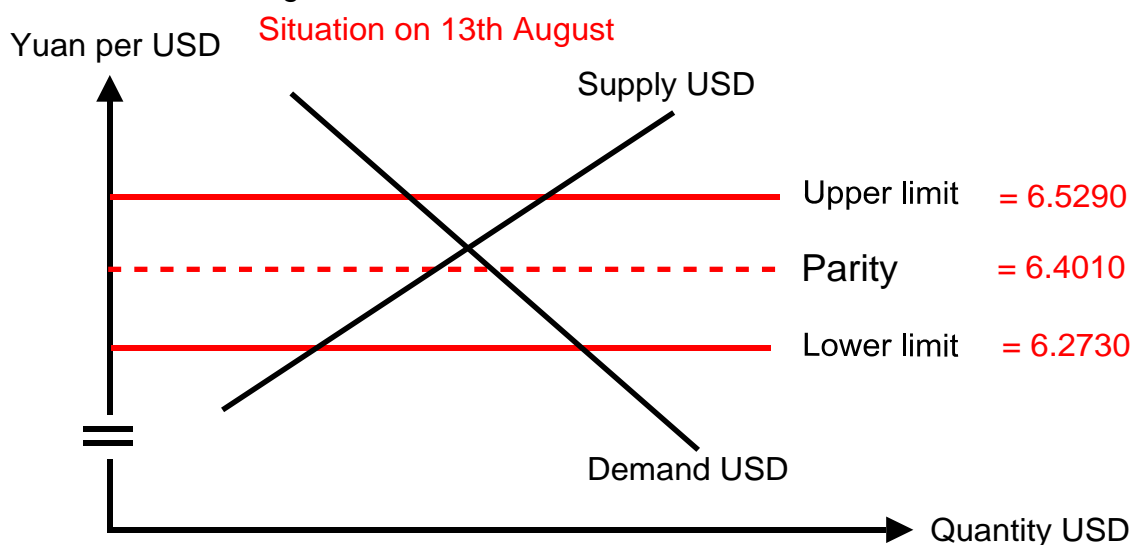 Situation on 13th August
Yuan per USD
Supply USD
Upper limit = 6.5290
Parity = 6.4010
Lower limit = 6.2730
Demand USD
Quantity USD